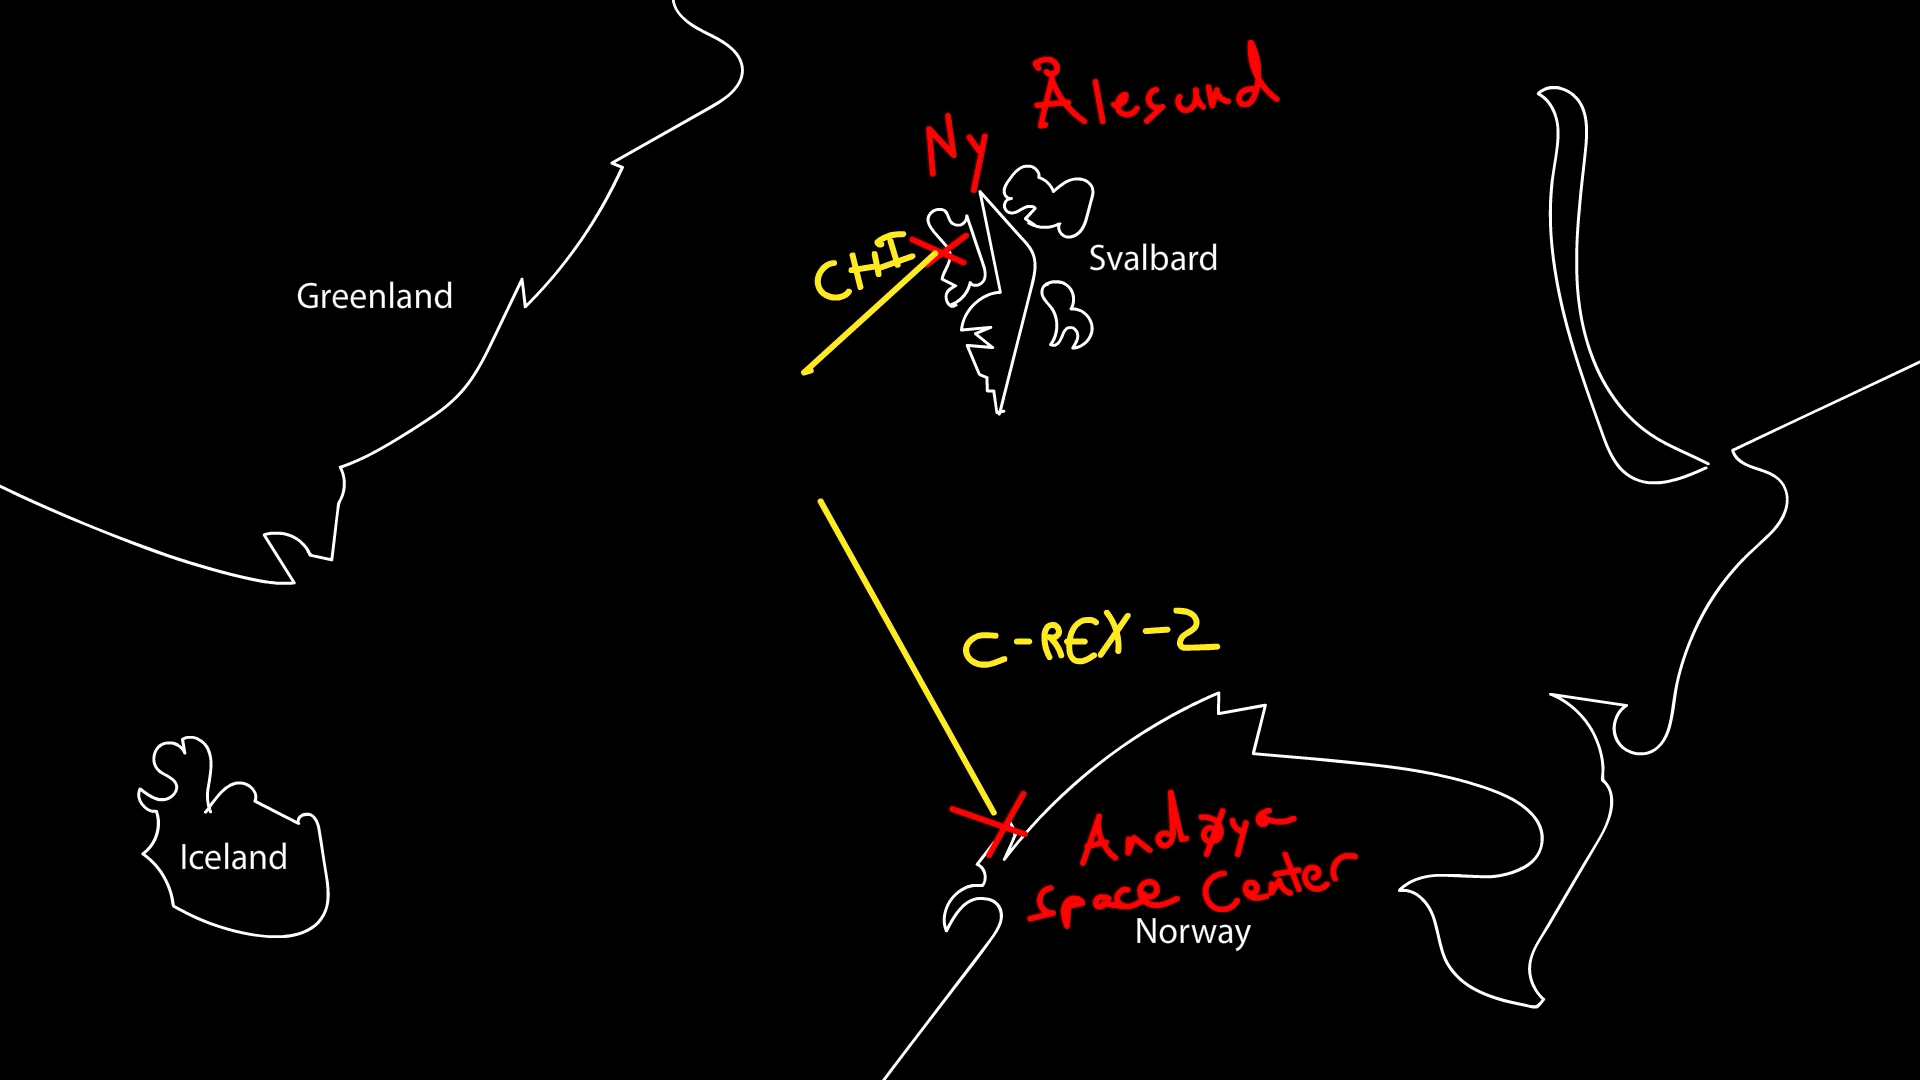 Ny Ålesund
Svalbard
CHI
Greenland
C-REX-2
Andøya
Space Center
Norway
Iceland